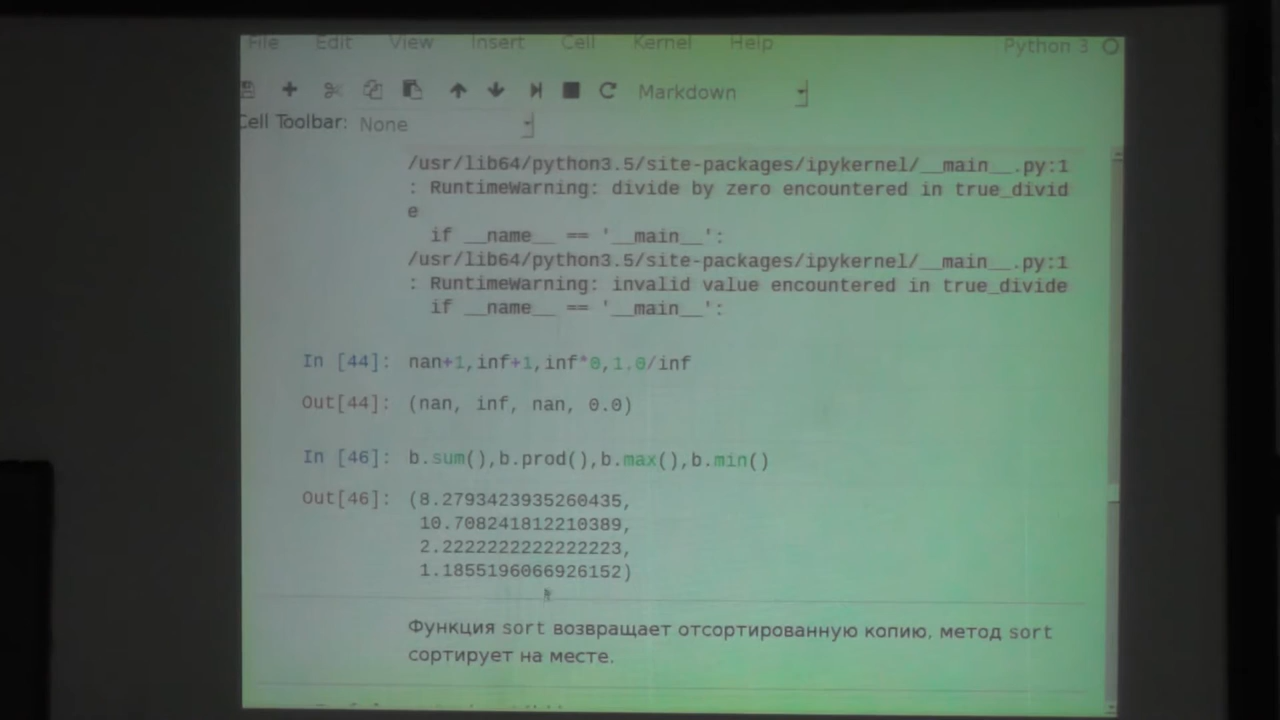 File Edit View Insert Cell Kernel Help Python 3
Markdown
Cell Toolbar: None
/usr/lib64/python3.5/site-packages/ipykernel/__main__.py:1
: RuntimeWarning: divide by zero encountered in true_divid
e
if __name__ == '__main__':
/usr/lib64/python3.5/site-packages/ipykernel/__main__.py:1
: RuntimeWarning: invalid value encountered in true_divide
if __name__ == '__main__':
In [44]: nan+1,inf+1,inf*0,1.0/inf
Out[44]: (nan, inf, nan, 0.0)
In [46]: b.sum(),b.prod(),b.max(),b.min()
Out[46]: (8.2793423935260435,
10.708241812210389,
2.2222222222222223,
1.1855196066926152)
Функция sort возвращает отсортированную копию, метод sort
сортирует на месте.